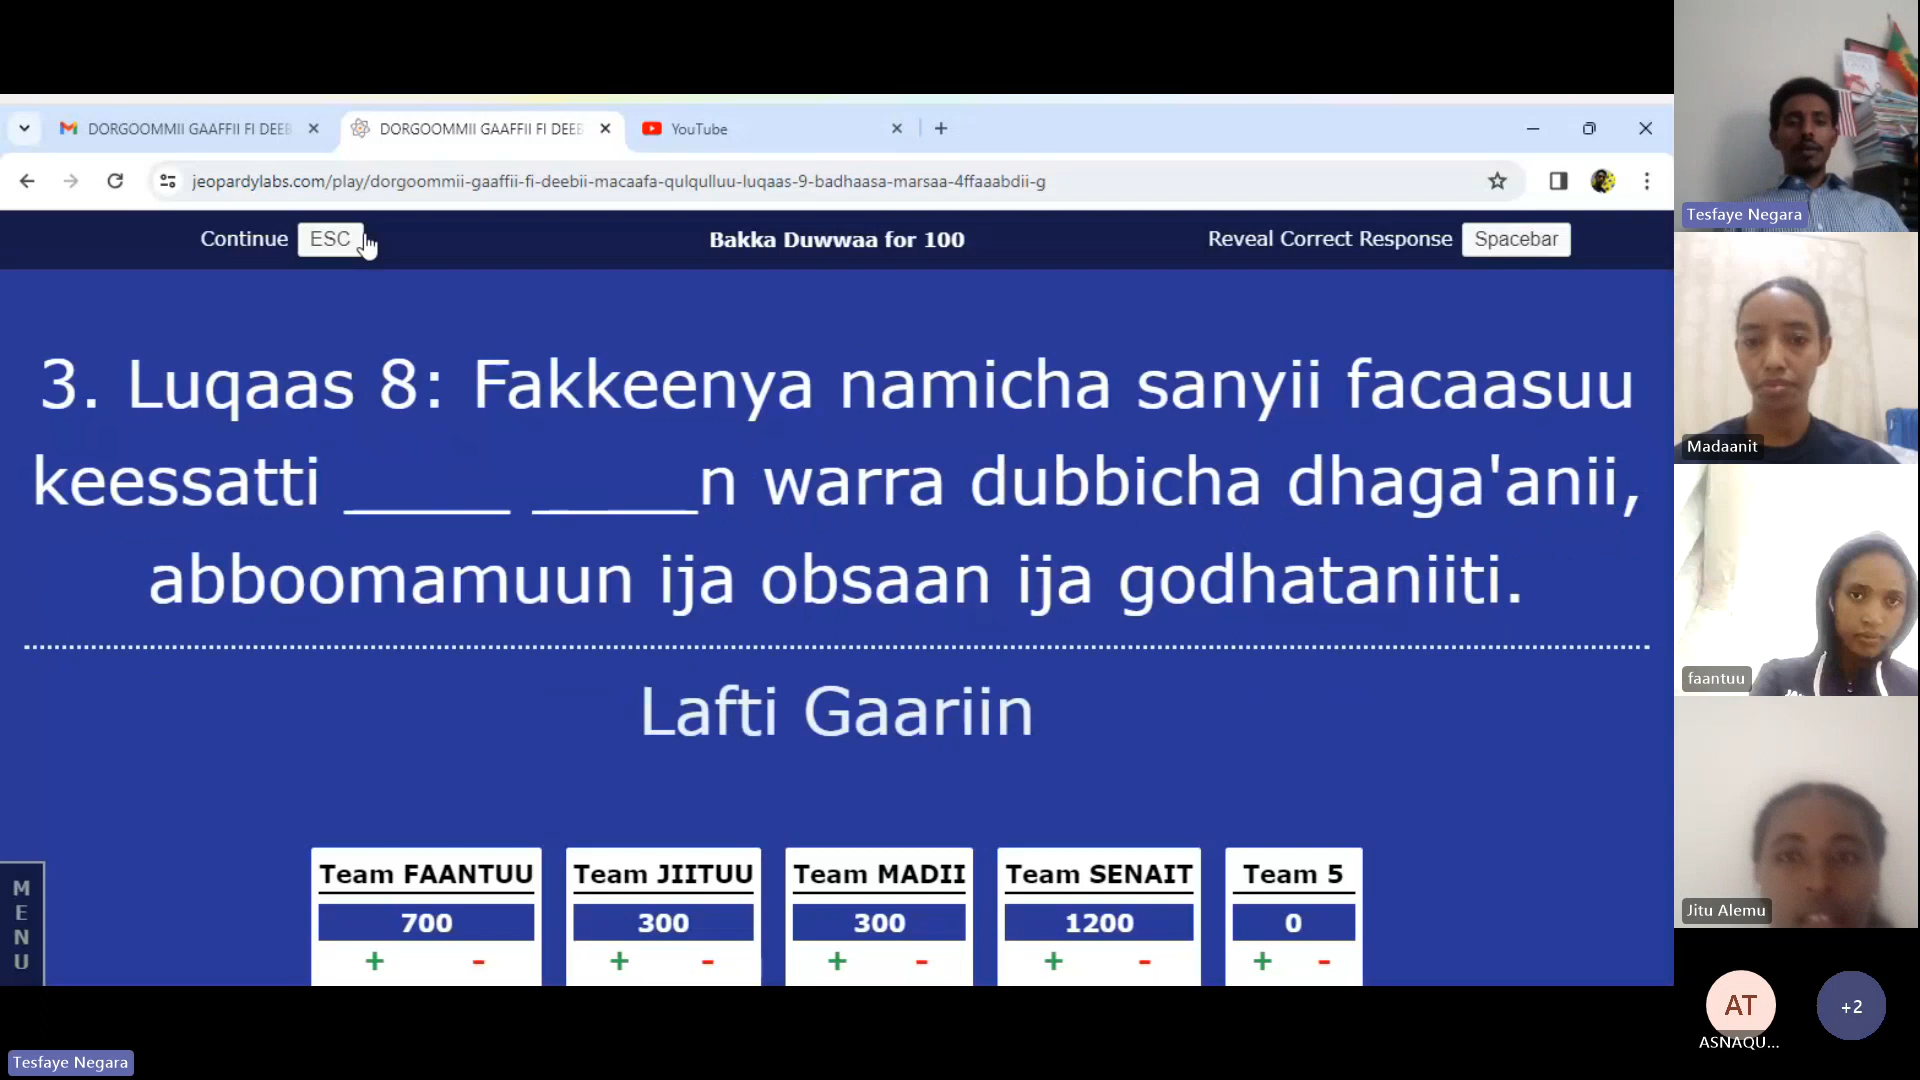 DORGOOMMII GAAFFII FI DEEB
DORGOOMMII GAAFFII FI DEEB
YouTube
jeopardylabs.com/play/dorgoommii-gaaffii-fi-deebii-macaafa-qulqulluu-luqaas-9-badhaasa-marsaa-4ffaaabdii-g
Continue ESC
Bakka Duwwaa for 100
Reveal Correct Response Spacebar
3. Luqaas 8: Fakkeenya namicha sanyii facaasuu
keessatti _____ _____n warra dubbicha dhaga'anii,
abboomamuun ija obsaan ija godhataniiti.
Lafti Gaariin
MENU
Team FAANTUU
700
+ -
Team JIITUU
300
+ -
Team MADII
300
+ -
Team SENAIT
1200
+ -
Team 5
0
+ -
Tesfaye Negara
Madaanit
faantuu
Jitu Alemu
AT
ASNAQU...
+2
Tesfaye Negara